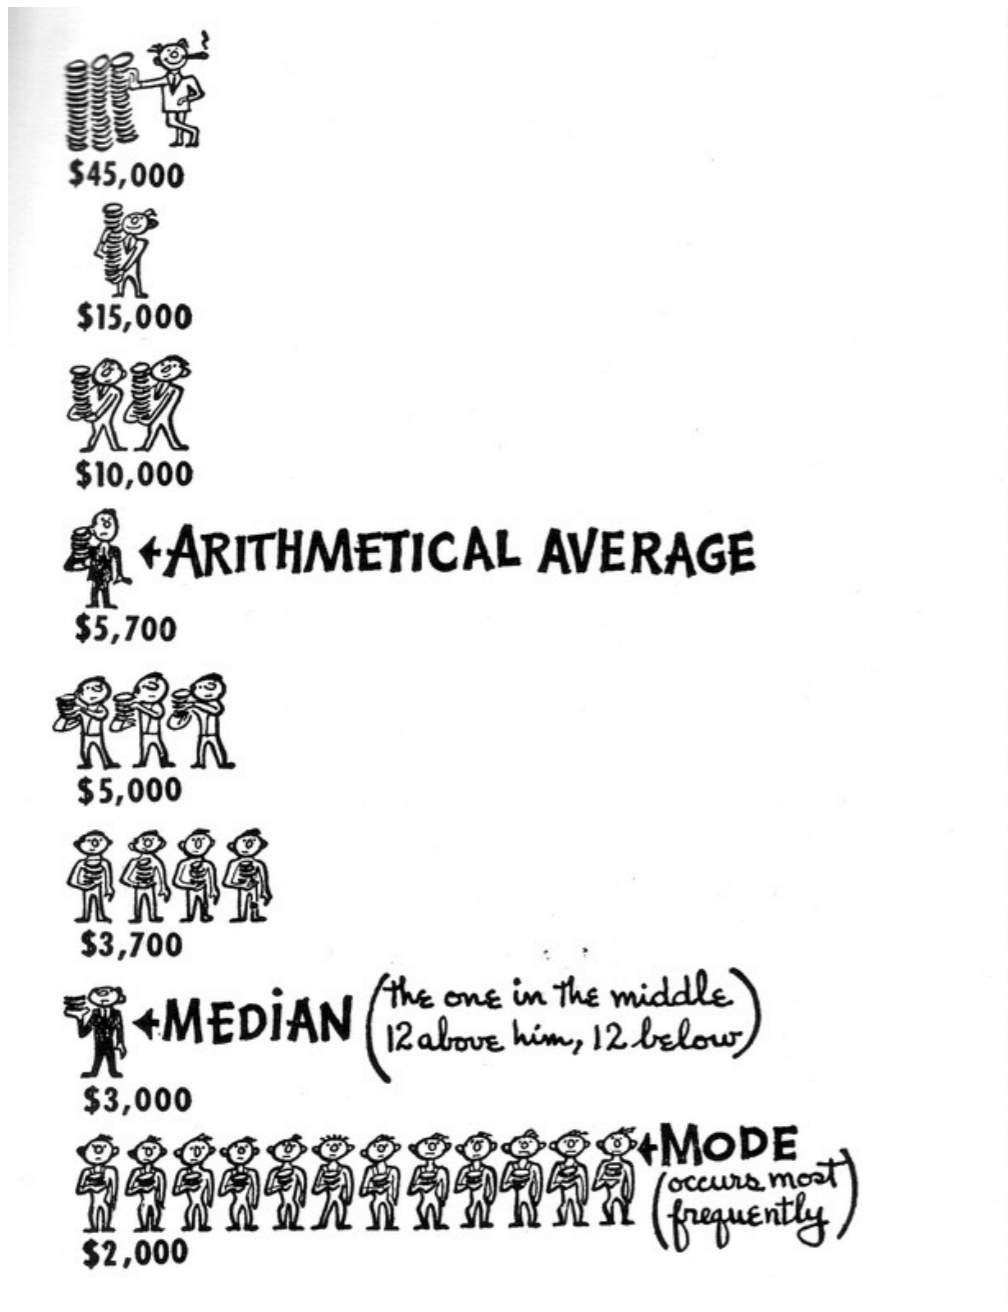 $45,000
$15,000
$10,000
ARITHMETICAL AVERAGE
$5,700
$5,000
$3,700
MEDIAN (the one in the middle
12 above him, 12 below)
$3,000
MODE
(occurs most
frequently)
$2,000